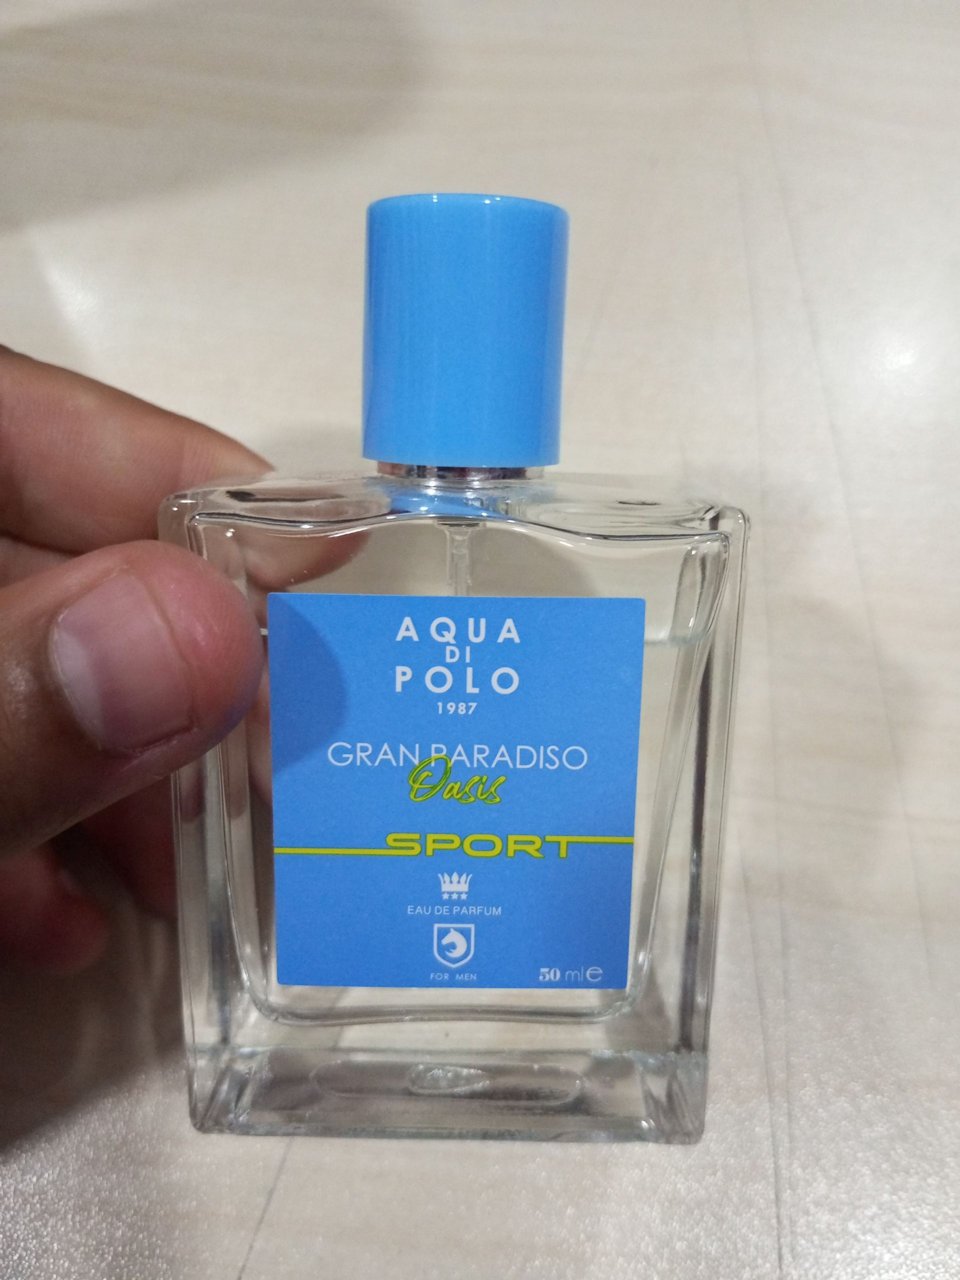 AQUA
DI
POLO
1987
GRAN PARADISO
Oasis
SPORT
EAU DE PARFUM
FOR MEN
50 ml e